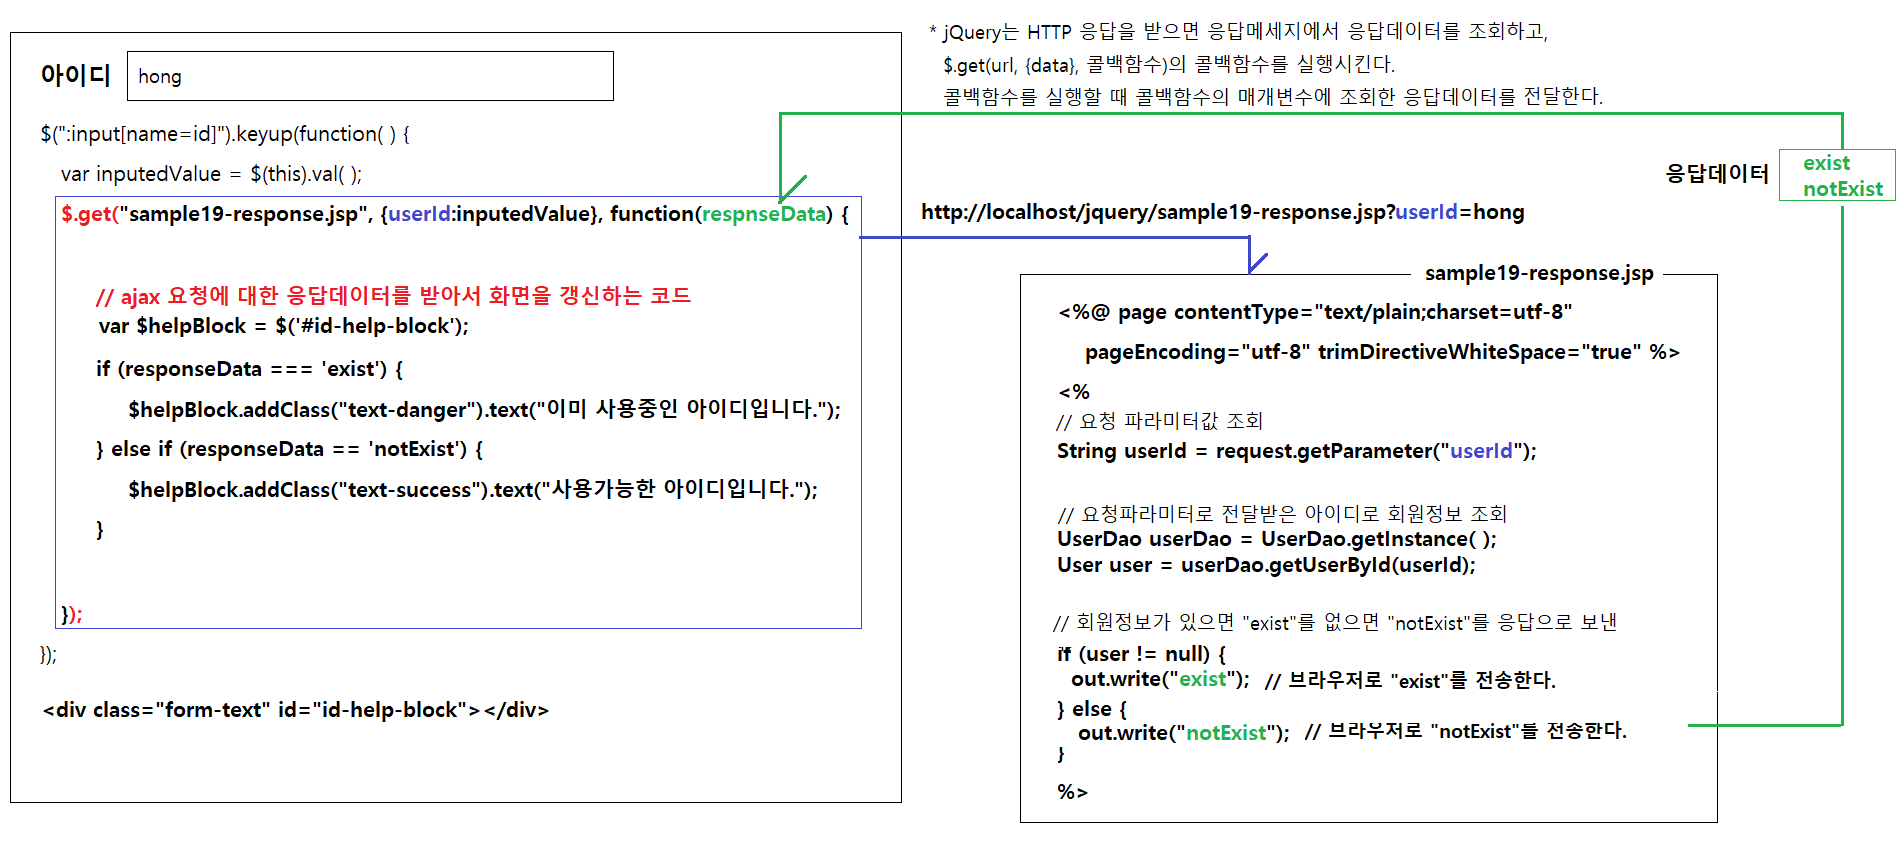 * jQuery는 HTTP 응답을 받으면 응답메세지에서 응답데이터를 조회하고,
$.get(url, {data}, 콜백함수)의 콜백함수를 실행시킨다.
콜백함수를 실행할 때 콜백함수의 매개변수에 조회한 응답데이터를 전달한다.
아이디
hong
$(":input[name=id]").keyup(function( ) {
var inputedValue = $(this).val( );
$.get("sample19-response.jsp", {userId:inputedValue}, function(respnseData) {
// ajax 요청에 대한 응답데이터를 받아서 화면을 갱신하는 코드
var $helpBlock = $('#id-help-block');
if (responseData === 'exist') {
$helpBlock.addClass("text-danger").text("이미 사용중인 아이디입니다.");
} else if (responseData == 'notExist') {
$helpBlock.addClass("text-success").text("사용가능한 아이디입니다.");
}
});
});
<div class="form-text" id="id-help-block"></div>
응답데이터
exist
notExist
http://localhost/jquery/sample19-response.jsp?userId=hong
sample19-response.jsp
<%@ page contentType="text/plain;charset=utf-8"
pageEncoding="utf-8" trimDirectiveWhiteSpace="true" %>
<%
// 요청 파라미터값 조회
String userId = request.getParameter("userId");
// 요청파라미터로 전달받은 아이디로 회원정보 조회
UserDao userDao = UserDao.getInstance( );
User user = userDao.getUserById(userId);
// 회원정보가 있으면 "exist"를 없으면 "notExist"를 응답으로 보낸
if (user != null) {
out.write("exist"); // 브라우저로 "exist"를 전송한다.
} else {
out.write("notExist"); // 브라우저로 "notExist"를 전송한다.
}
%>